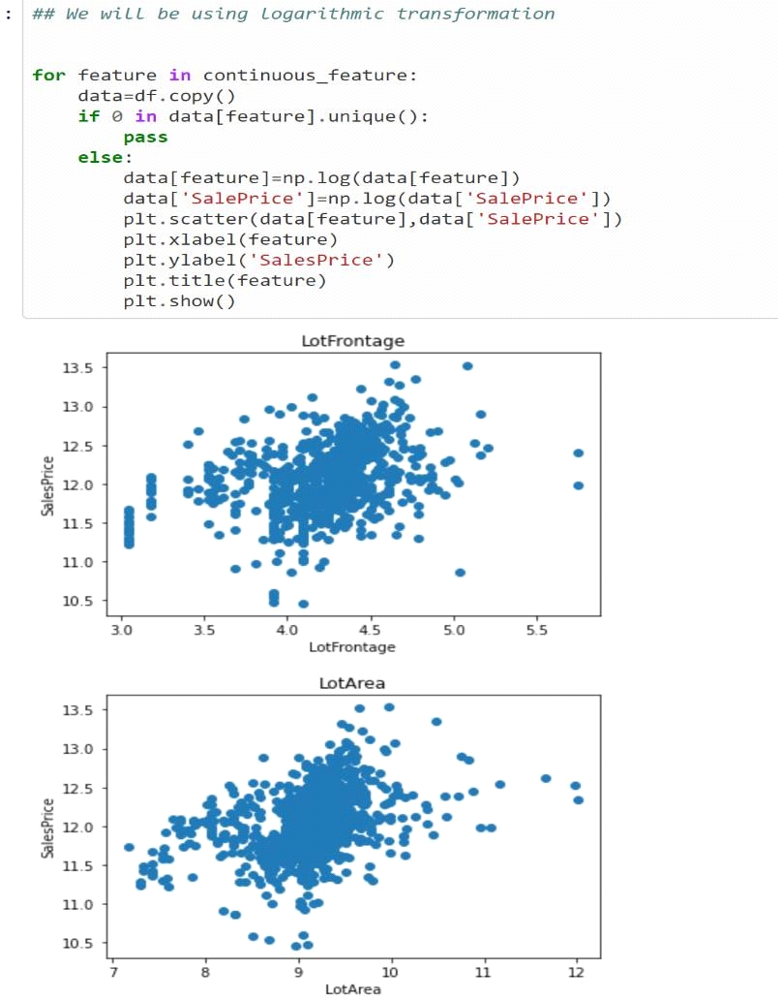 : ## We will be using logarithmic transformation
for feature in continuous_feature:
data=df.copy()
if 0 in data[feature].unique():
pass
else:
data[feature]=np.log(data[feature])
data['SalePrice']=np.log(data['SalePrice'])
plt.scatter(data[feature],data['SalePrice'])
plt.xlabel(feature)
plt.ylabel('SalesPrice')
plt.title(feature)
plt.show()
LotFrontage
13.5
13.0
12.5
12.0
11.5
11.0
10.5
SalesPrice
3.0 3.5 4.0 4.5 5.0 5.5
LotFrontage
LotArea
13.5
13.0
12.5
12.0
11.5
11.0
10.5
SalesPrice
7 8 9 10 11 12
LotArea